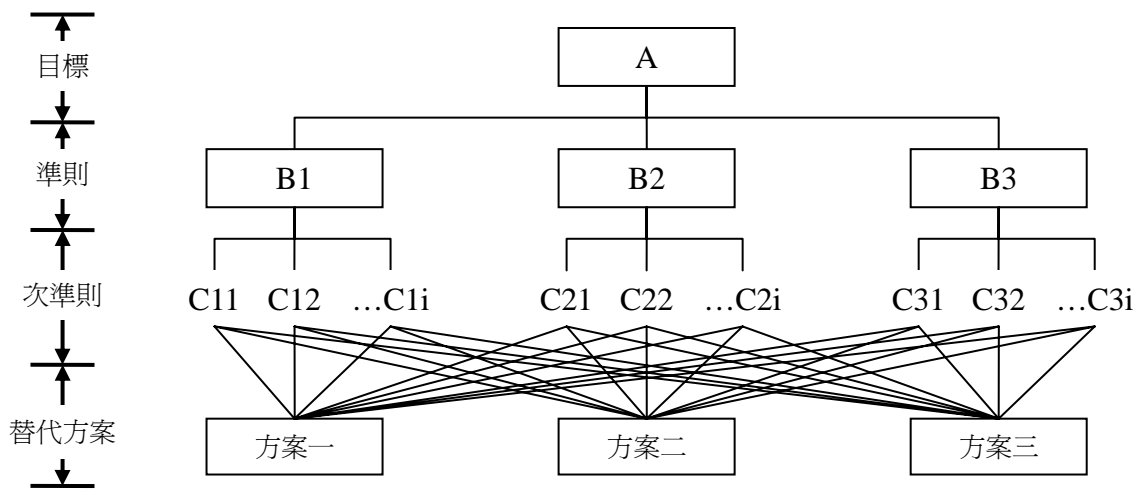 目標
A
準則
B1 B2 B3
次準則
C11 C12 …C1i C21 C22 …C2i C31 C32 …C3i
替代方案
方案一 方案二 方案三